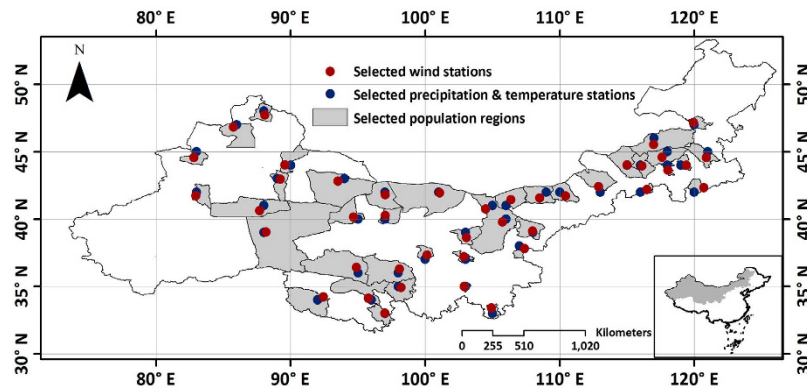 80° E 90° E 100° E 110° E 120° E
N
Selected wind stations
Selected precipitation & temperature stations
Selected population regions
50° N
45° N
40° N
35° N
30° N
50° N
45° N
40° N
35° N
30° N
Kilometers
0 255 510 1,020
80° E 90° E 100° E 110° E 120° E